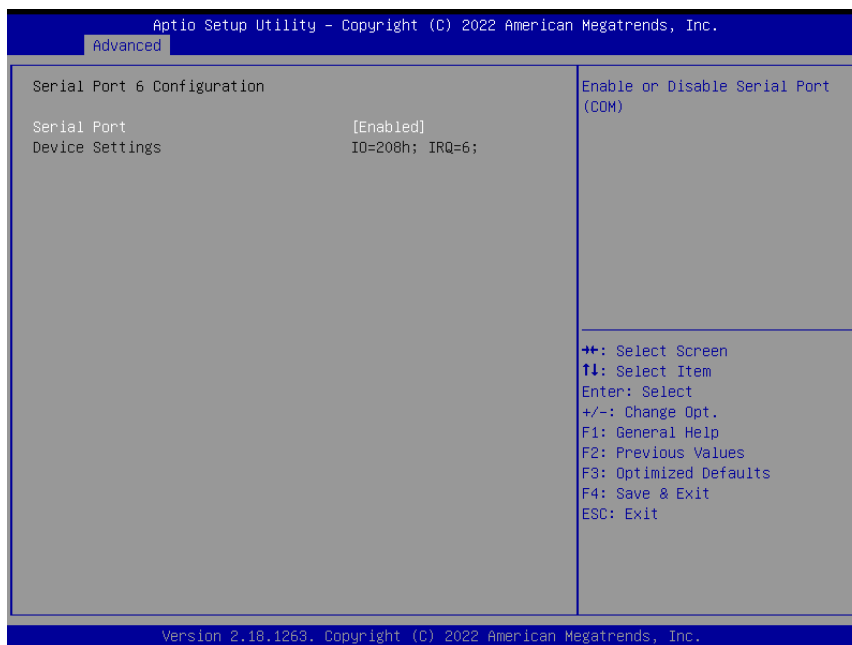 Aptio Setup Utility – Copyright (C) 2022 American Megatrends, Inc.
Advanced
Serial Port 6 Configuration
Serial Port [Enabled]
Device Settings IO=208h; IRQ=6;
Enable or Disable Serial Port
(COM)
→←: Select Screen
↑↓: Select Item
Enter: Select
+/-: Change Opt.
F1: General Help
F2: Previous Values
F3: Optimized Defaults
F4: Save & Exit
ESC: Exit
Version 2.18.1263. Copyright (C) 2022 American Megatrends, Inc.